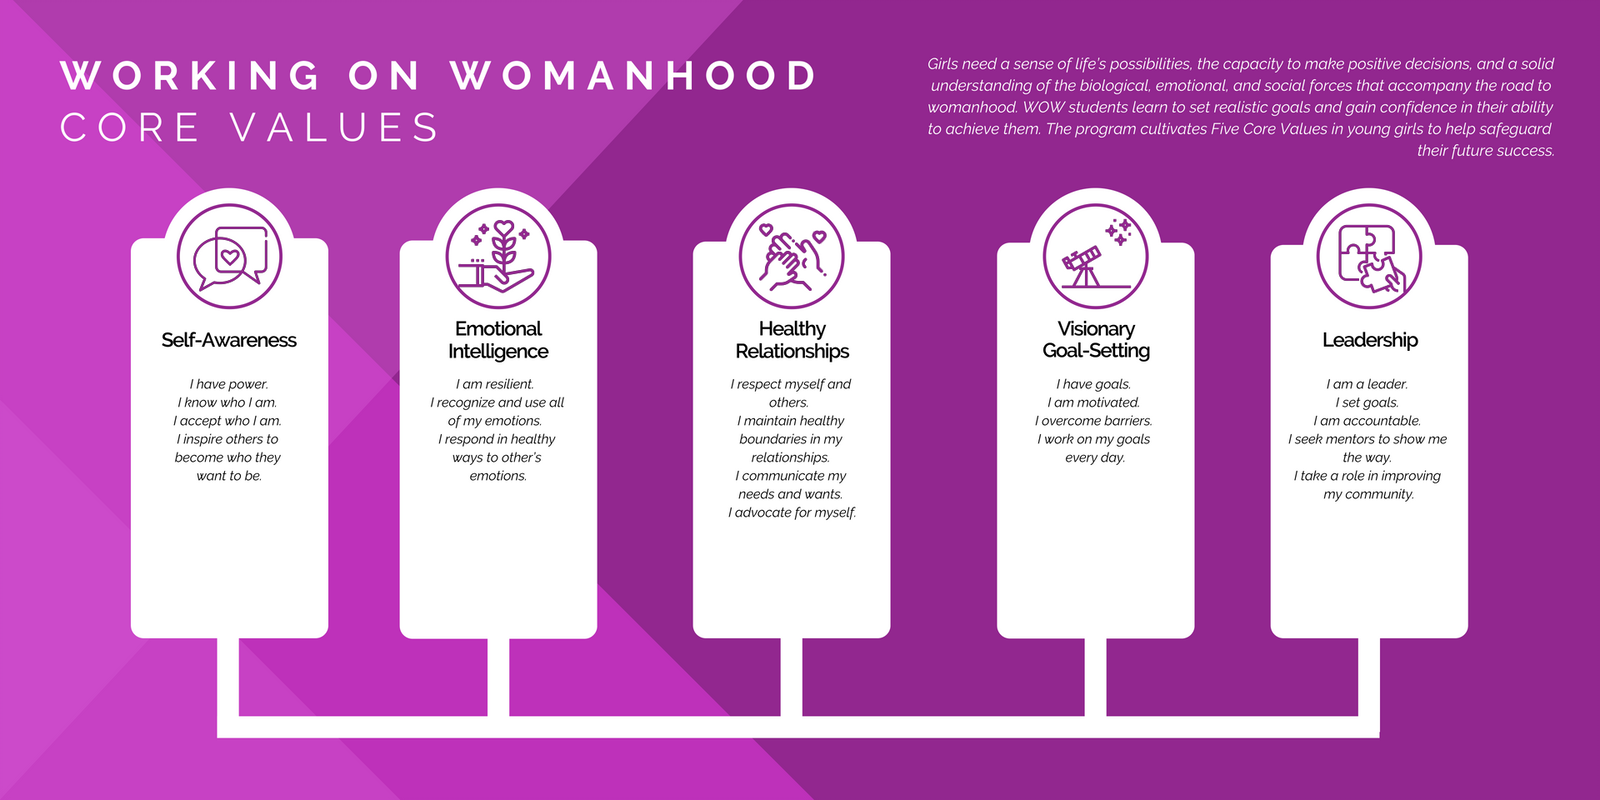 WORKING ON WOMANHOOD
CORE VALUES
Girls need a sense of life's possibilities, the capacity to make positive decisions, and a solid
understanding of the biological, emotional, and social forces that accompany the road to
womanhood. WOW students learn to set realistic goals and gain confidence in their ability
to achieve them. The program cultivates Five Core Values in young girls to help safeguard
their future success.
Self-Awareness
I have power.
I know who I am.
I accept who I am.
I inspire others to
become who they
want to be.
Emotional
Intelligence
I am resilient.
I recognize and use all
of my emotions.
I respond in healthy
ways to other's
emotions.
Healthy
Relationships
I respect myself and
others.
I maintain healthy
boundaries in my
relationships.
I communicate my
needs and wants.
I advocate for myself.
Visionary
Goal-Setting
I have goals.
I am motivated.
I overcome barriers.
I work on my goals
every day.
Leadership
I am a leader.
I set goals.
I am accountable.
I seek mentors to show me
the way.
I take a role in improving
my community.